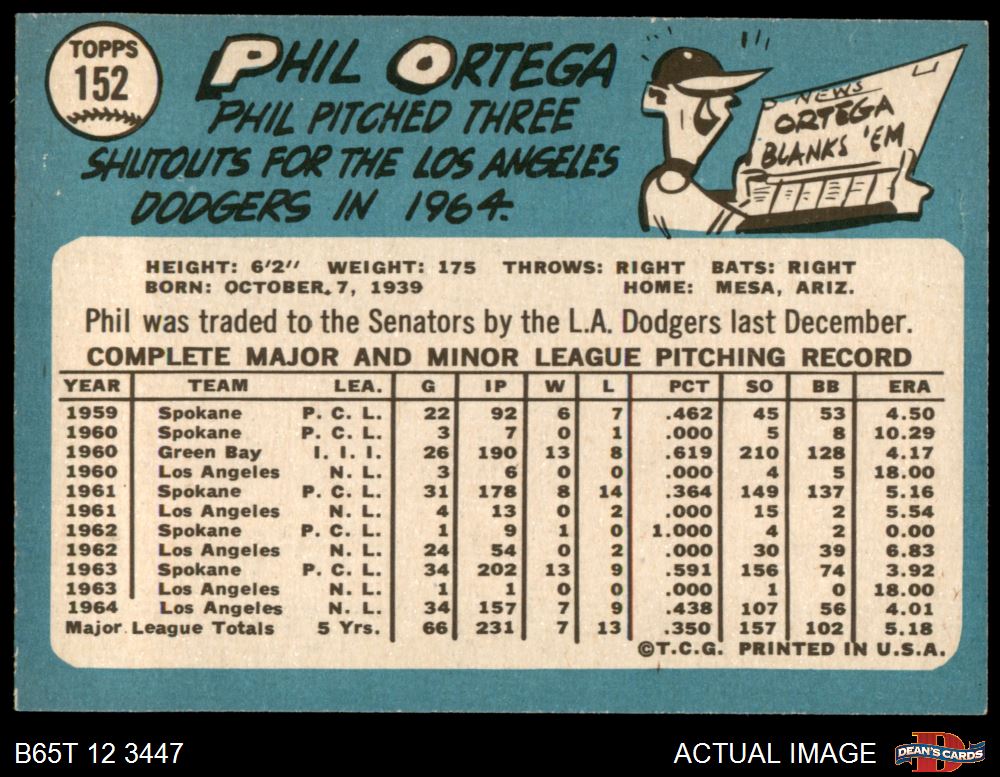 TOPPS
152
PHIL ORTEGA
PHIL PITCHED THREE
SHUTOUTS FOR THE LOS ANGELES
DODGERS IN 1964.
NEWS
ORTEGA
BLANKS 'EM
HEIGHT: 6'2" WEIGHT: 175 THROWS: RIGHT BATS: RIGHT
BORN: OCTOBER 7, 1939 HOME: MESA, ARIZ.
Phil was traded to the Senators by the L.A. Dodgers last December.
COMPLETE MAJOR AND MINOR LEAGUE PITCHING RECORD
YEAR TEAM LEA. G IP W L PCT SO BB ERA
1959 Spokane P. C. L. 22 92 6 7 .462 45 53 4.50
1960 Spokane P. C. L. 3 7 0 1 .000 5 8 10.29
1960 Green Bay I. I. I. 26 190 13 8 .619 210 128 4.17
1960 Los Angeles N. L. 3 6 0 0 .000 4 5 18.00
1961 Spokane P. C. L. 31 178 8 14 .364 149 137 5.16
1961 Los Angeles N. L. 4 13 0 2 .000 15 2 5.54
1962 Spokane P. C. L. 1 9 1 0 1.000 4 2 0.00
1962 Los Angeles N. L. 24 54 0 2 .000 30 39 6.83
1963 Spokane P. C. L. 34 202 13 9 .591 156 74 3.92
1963 Los Angeles N. L. 1 1 0 0 .000 1 0 18.00
1964 Los Angeles N. L. 34 157 7 9 .438 107 56 4.01
Major League Totals 5 Yrs. 66 231 7 13 .350 157 102 5.18
©T.C.G. PRINTED IN U.S.A.
B65T 12 3447 ACTUAL IMAGE D DEAN'S CARDS